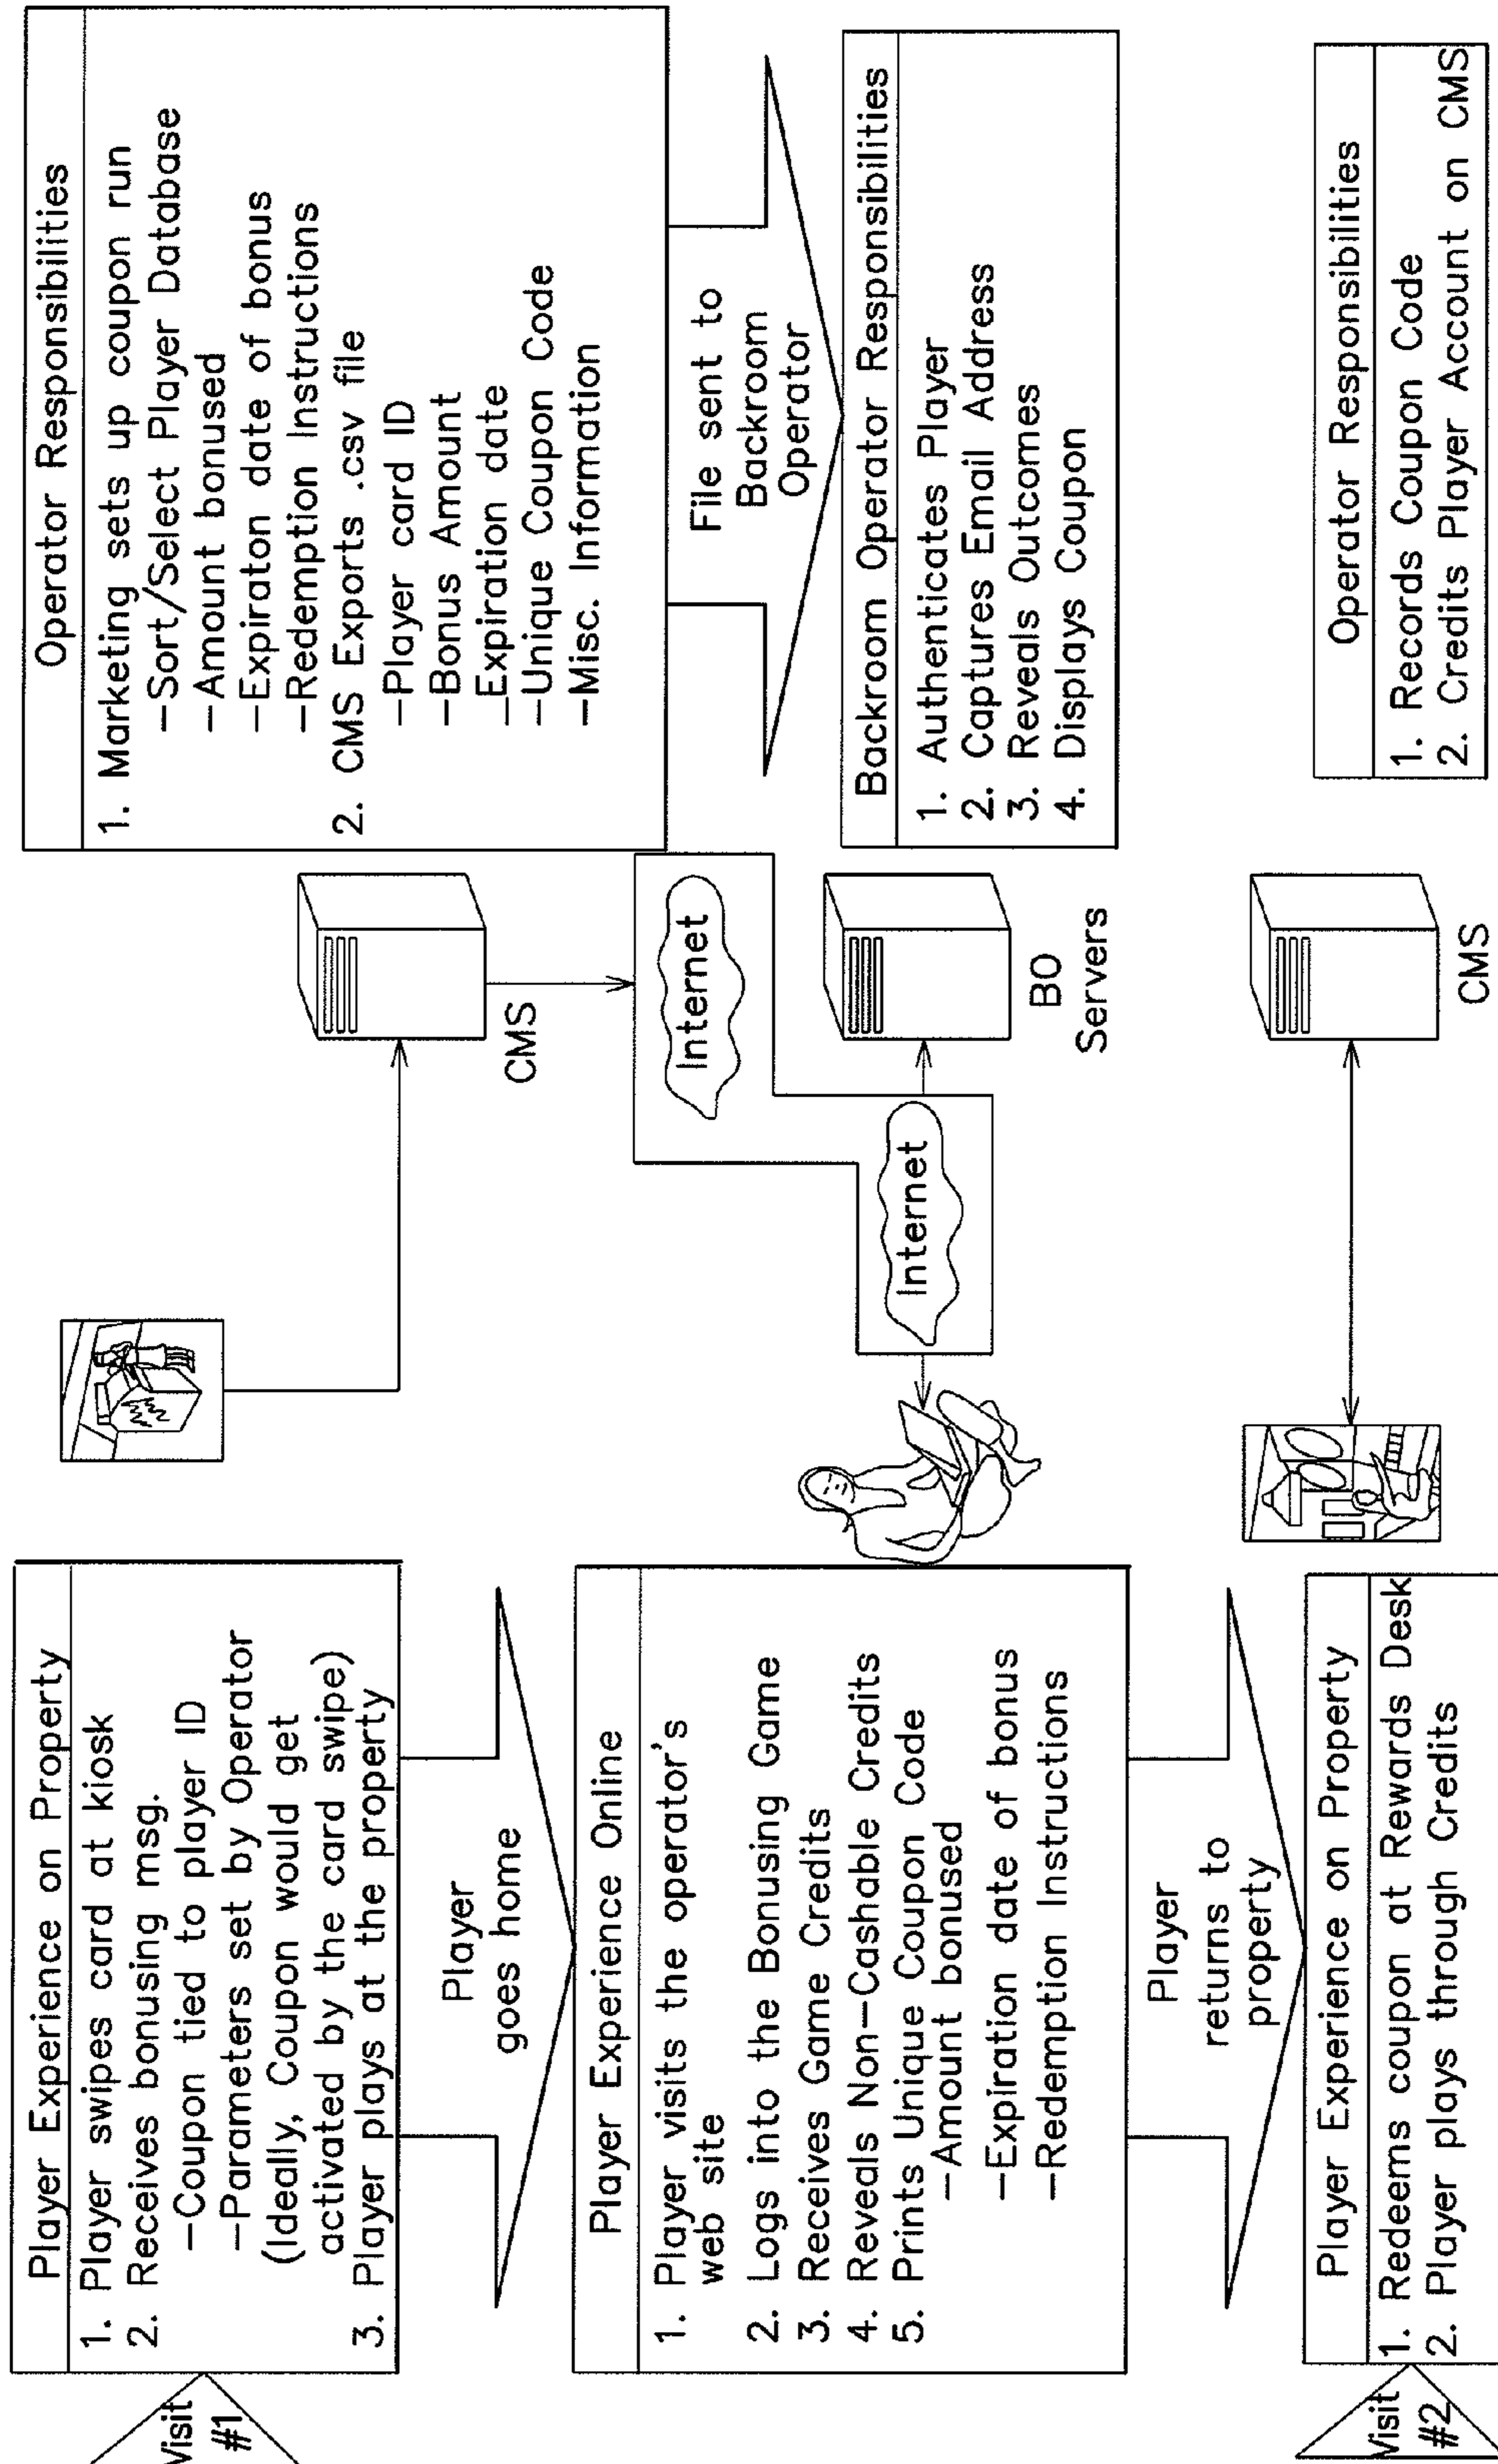 Visit
#1
Player Experience on Property
1. Player swipes card at kiosk
2. Receives bonusing msg.
—Coupon tied to player ID
—Parameters set by Operator
(Ideally, Coupon would get
activated by the card swipe)
3. Player plays at the property
Player
goes home
Player Experience Online
1. Player visits the operator's
web site
2. Logs into the Bonusing Game
3. Receives Game Credits
4. Reveals Non-Cashable Credits
5. Prints Unique Coupon Code
—Amount bonused
—Expiration date of bonus
—Redemption Instructions
Player
returns to
property
Visit
#2
Player Experience on Property
1. Redeems coupon at Rewards Desk
2. Player plays through Credits
CMS
Internet
Internet
BO
Servers
CMS
Operator Responsibilities
1. Marketing sets up coupon run
—Sort/Select Player Database
—Amount bonused
—Expiraton date of bonus
—Redemption Instructions
2. CMS Exports .csv file
—Player card ID
—Bonus Amount
—Expiration date
—Unique Coupon Code
—Misc. Information
File sent to
Backroom
Operator
Backroom Operator Responsibilities
1. Authenticates Player
2. Captures Email Address
3. Reveals Outcomes
4. Displays Coupon
Operator Responsibilities
1. Records Coupon Code
2. Credits Player Account on CMS